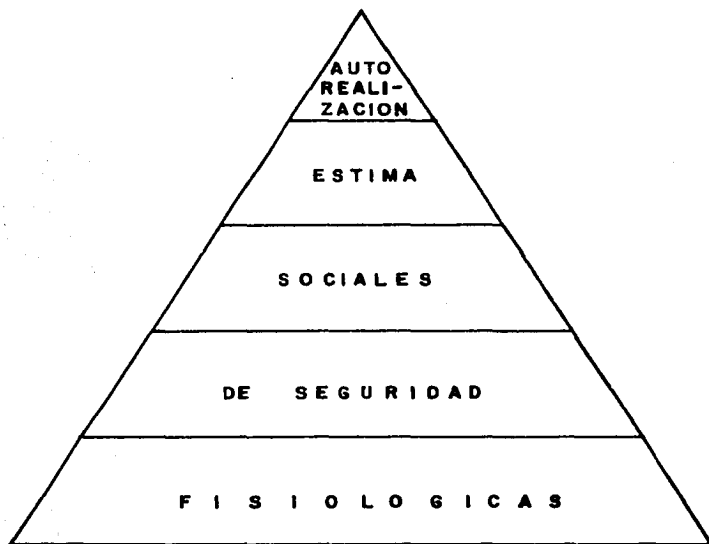 AUTO
REALI-
ZACION
ESTIMA
SOCIALES
DE SEGURIDAD
FISIOLOGICAS